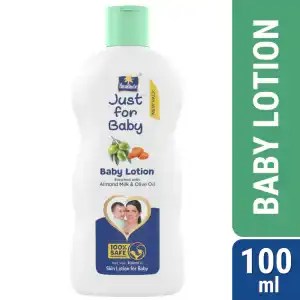 Parachute
Just
for
Baby
Baby Lotion
Enriched with
Almond Milk & Olive Oil
100%
SAFE
Skin Lotion for Baby
BABY LOTION
100
ml